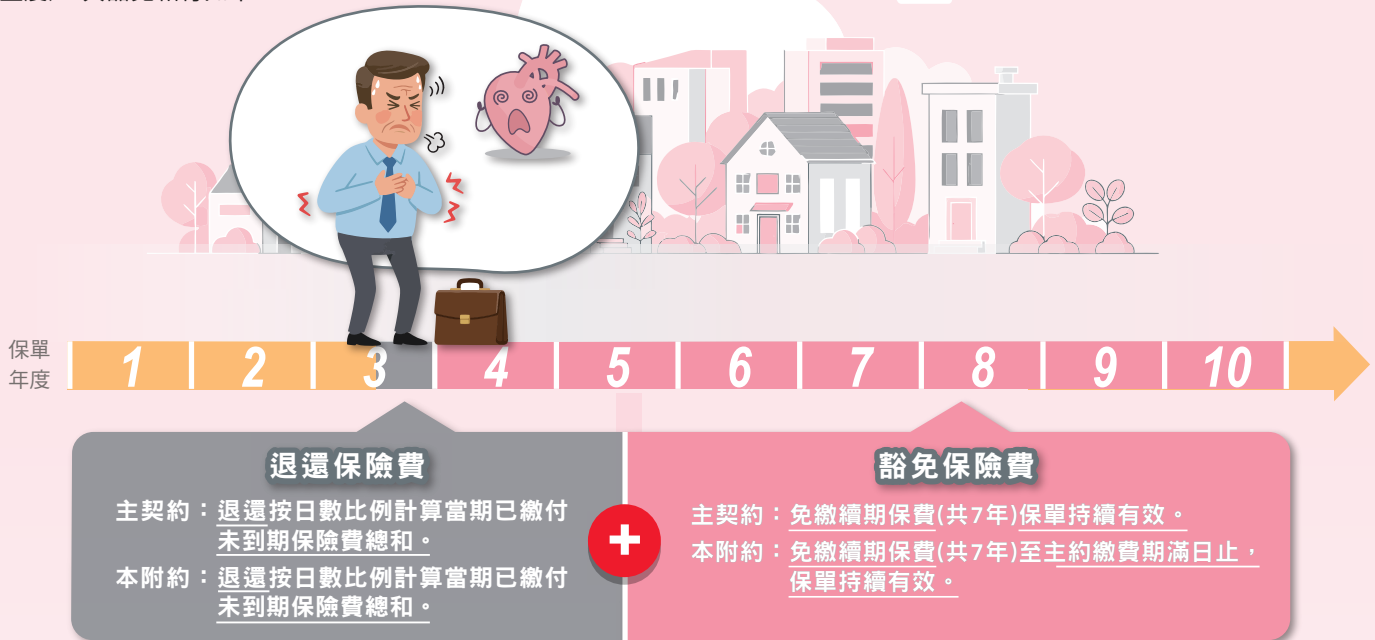 保單
年度
1 2 3 4 5 6 7 8 9 10
退還保險費
主契約：退還按日數比例計算當期已繳付
未到期保險費總和。
本附約：退還按日數比例計算當期已繳付
未到期保險費總和。
+
豁免保險費
主契約：免繳續期保費(共7年)保單持續有效。
本附約：免繳續期保費(共7年)至主約繳費期滿日止，
保單持續有效。